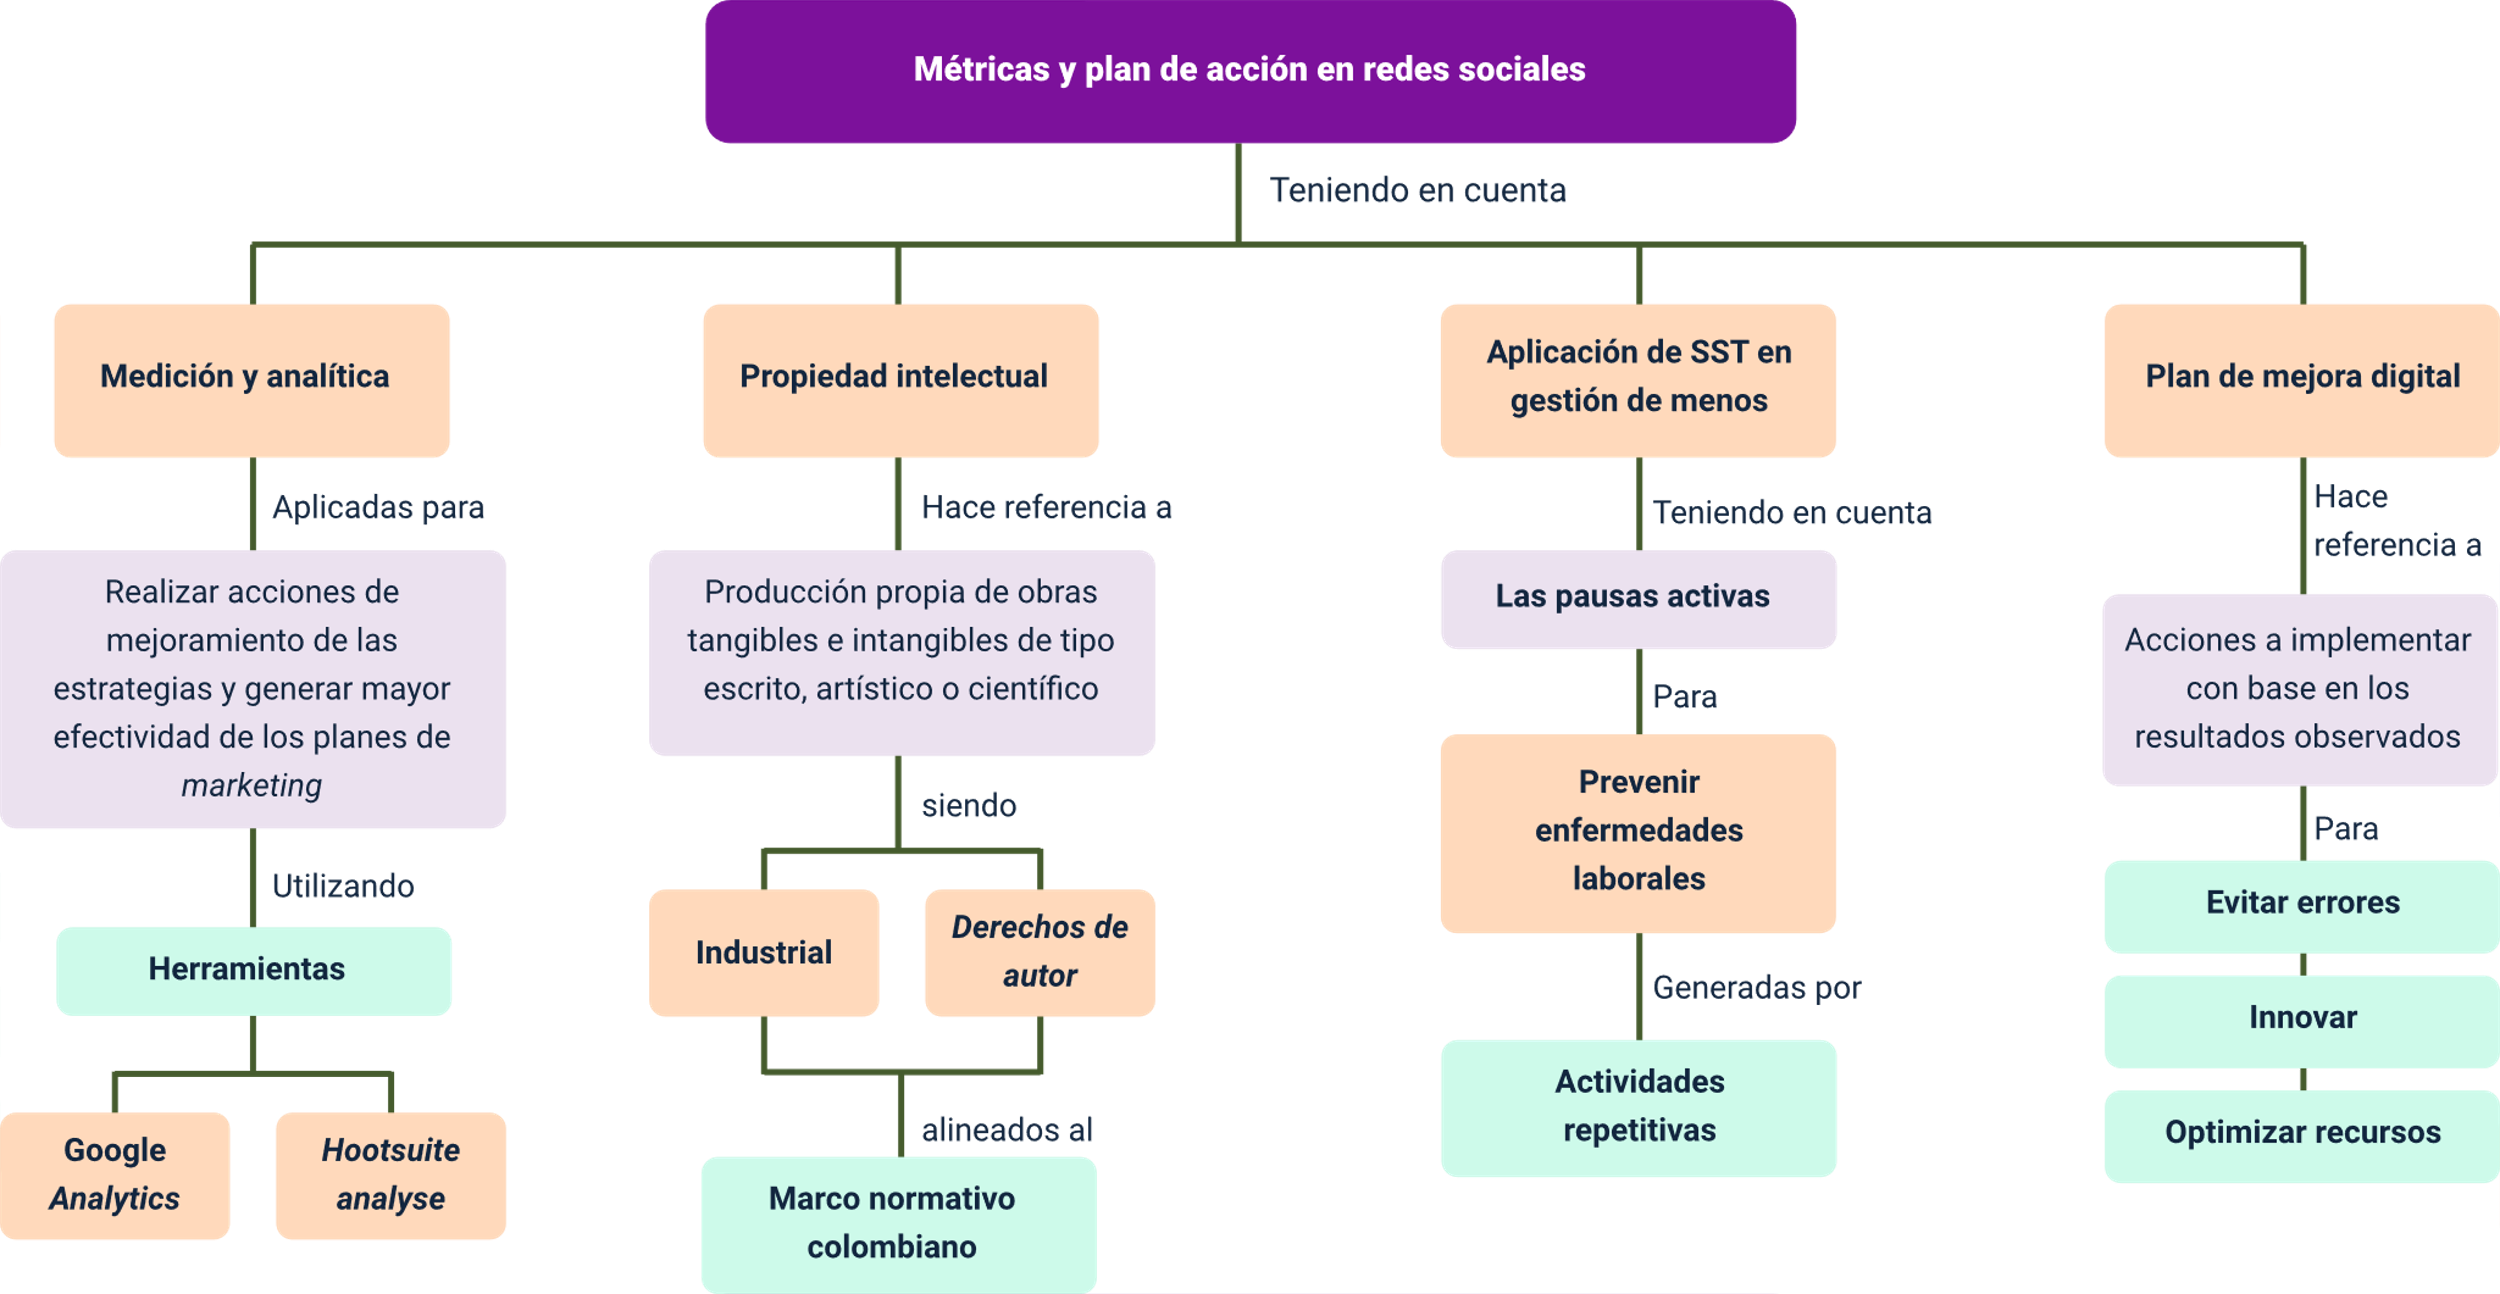 Métricas y plan de acción en redes sociales
Teniendo en cuenta
Medición y analítica
Aplicadas para
Realizar acciones de
mejoramiento de las
estrategias y generar mayor
efectividad de los planes de
marketing
Utilizando
Herramientas
Google
Analytics
Hootsuite
analyse
Propiedad intelectual
Hace referencia a
Producción propia de obras
tangibles e intangibles de tipo
escrito, artístico o científico
siendo
Industrial
Derechos de
autor
alineados al
Marco normativo
colombiano
Aplicación de SST en
gestión de menos
Teniendo en cuenta
Las pausas activas
Para
Prevenir
enfermedades
laborales
Generadas por
Actividades
repetitivas
Plan de mejora digital
Hace
referencia a
Acciones a implementar
con base en los
resultados observados
Para
Evitar errores
Innovar
Optimizar recursos